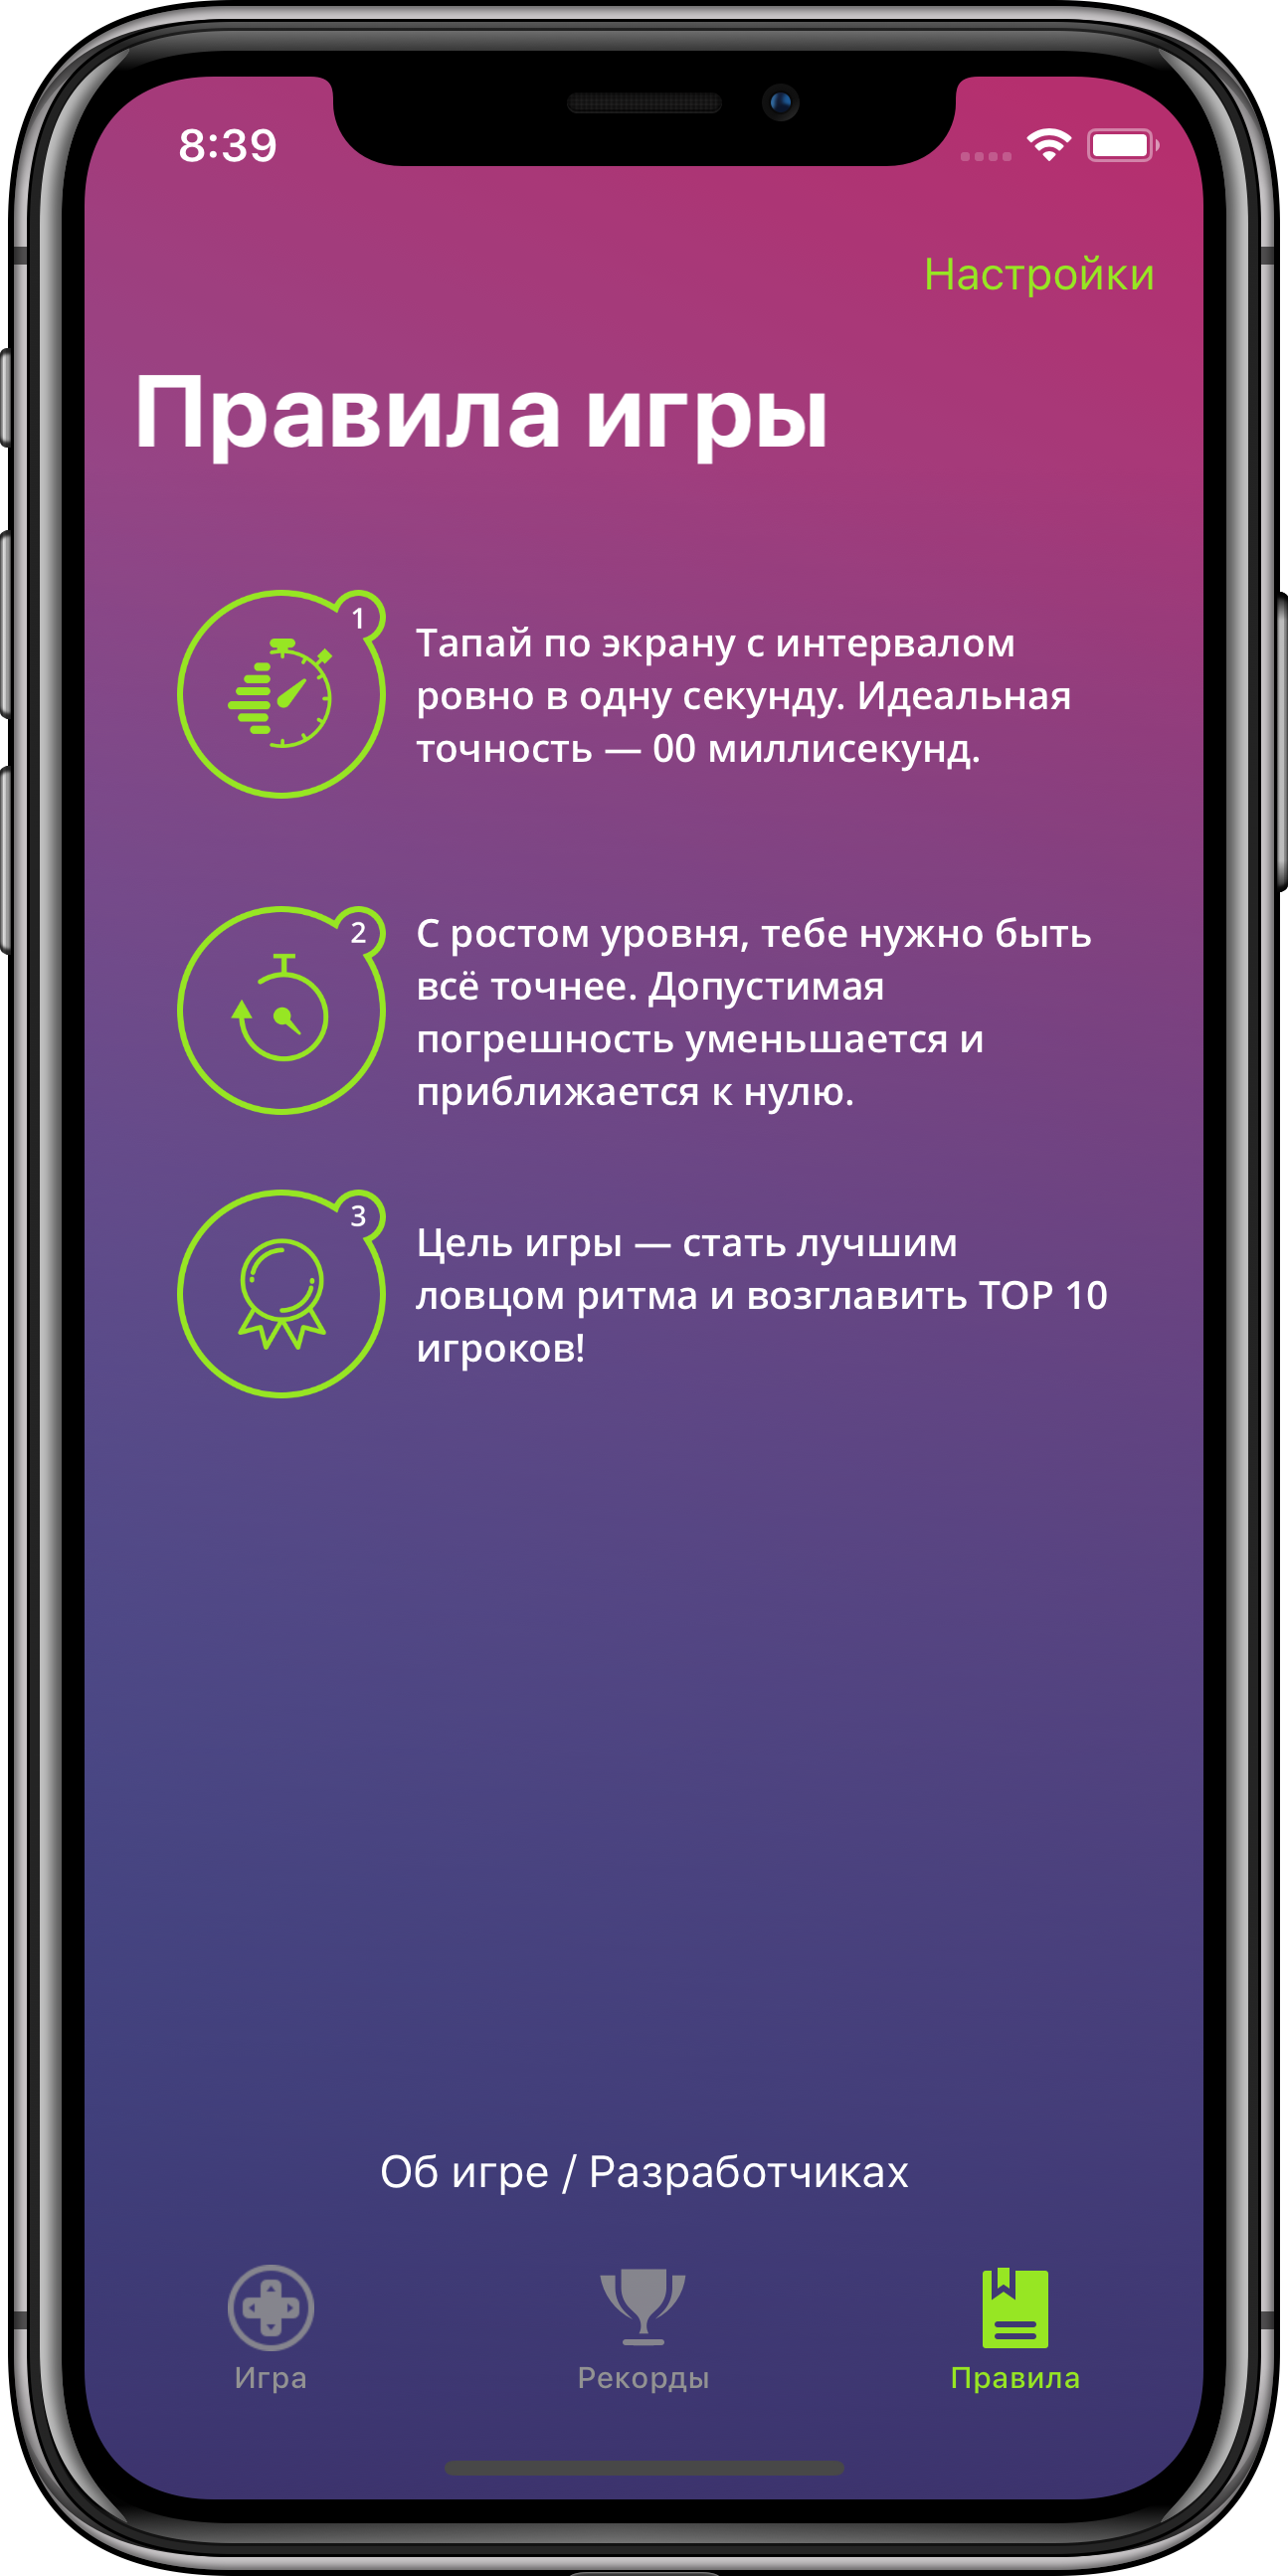 8:39
Настройки
Правила игры
1
Тапай по экрану с интервалом
ровно в одну секунду. Идеальная
точность — 00 миллисекунд.
2
С ростом уровня, тебе нужно быть
всё точнее. Допустимая
погрешность уменьшается и
приближается к нулю.
3
Цель игры — стать лучшим
ловцом ритма и возглавить TOP 10
игроков!
Об игре / Разработчиках
Игра
Рекорды
Правила